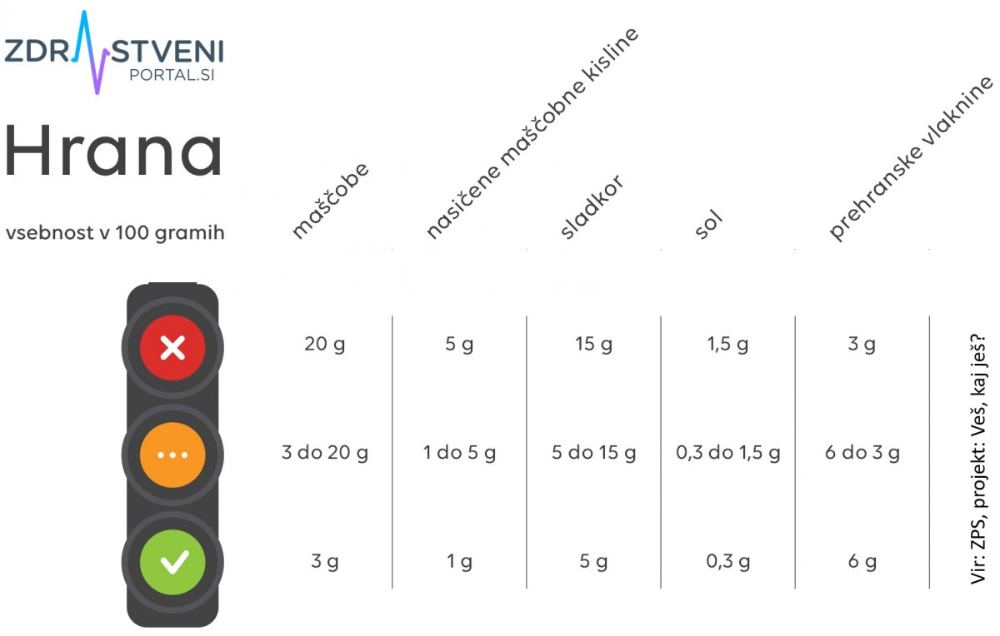 ZDRAVSTVENI
PORTAL.SI
Hrana
vsebnost v 100 gramih
maščobe
nasičene maščobne kisline
sladkor
sol
prehranske vlaknine
20 g
5 g
15 g
1,5 g
3 g
3 do 20 g
1 do 5 g
5 do 15 g
0,3 do 1,5 g
6 do 3 g
3 g
1 g
5 g
0,3 g
6 g
Vir: ZPS, projekt: Veš, kaj ješ?